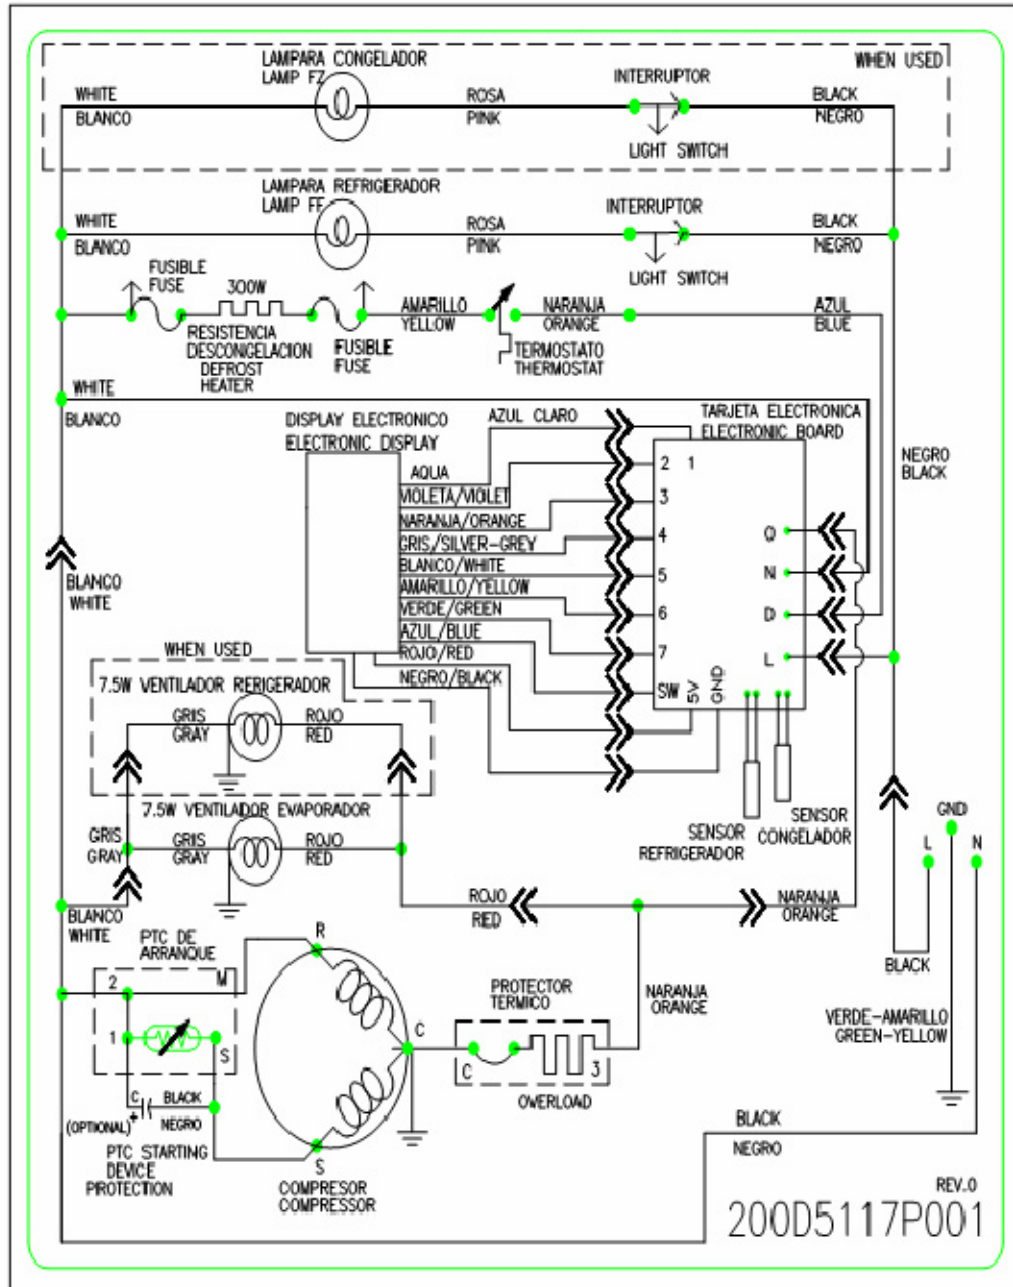 LAMPARA CONGELADOR
LAMP FZ
INTERRUPTOR
WHEN USED
WHITE
BLANCO
ROSA
PINK
LIGHT SWITCH
BLACK
NEGRO
LAMPARA REFRIGERADOR
LAMP FF
INTERRUPTOR
WHITE
BLANCO
ROSA
PINK
LIGHT SWITCH
BLACK
NEGRO
FUSIBLE
FUSE
300W
RESISTENCIA
DESCONGELACION
DEFROST
HEATER
FUSIBLE
FUSE
AMARILLO
YELLOW
NARANJA
ORANGE
TERMOSTATO
THERMOSTAT
AZUL
BLUE
WHITE
BLANCO
DISPLAY ELECTRONICO
ELECTRONIC DISPLAY
AZUL CLARO
AQUA
VIOLETA/VIOLET
NARANJA/ORANGE
GRIS/SILVER-GREY
BLANCO/WHITE
AMARILLO/YELLOW
VERDE/GREEN
AZUL/BLUE
ROJO/RED
NEGRO/BLACK
TARJETA ELECTRONICA
ELECTRONIC BOARD
2 1
3
4
5
6
7
SW 5V GND
Q
N
D
L
NEGRO
BLACK
BLANCO
WHITE
WHEN USED
7.5W VENTILADOR RERIGERADOR
GRIS
GRAY
ROJO
RED
7.5W VENTILADOR EVAPORADOR
GRIS
GRAY
GRIS
GRAY
ROJO
RED
SENSOR
REFRIGERADOR
SENSOR
CONGELADOR
GND
L N
BLANCO
WHITE
ROJO
RED
NARANJA
ORANGE
BLACK
PTC DE
ARRANQUE
2 M
1 S
C
(OPTIONAL) +
BLACK
NEGRO
PTC STARTING
DEVICE
PROTECTION
R
C
S
COMPRESOR
COMPRESSOR
PROTECTOR
TERMICO
C 3
OVERLOAD
NARANJA
ORANGE
VERDE-AMARILLO
GREEN-YELLOW
BLACK
NEGRO
REV.0
200D5117P001